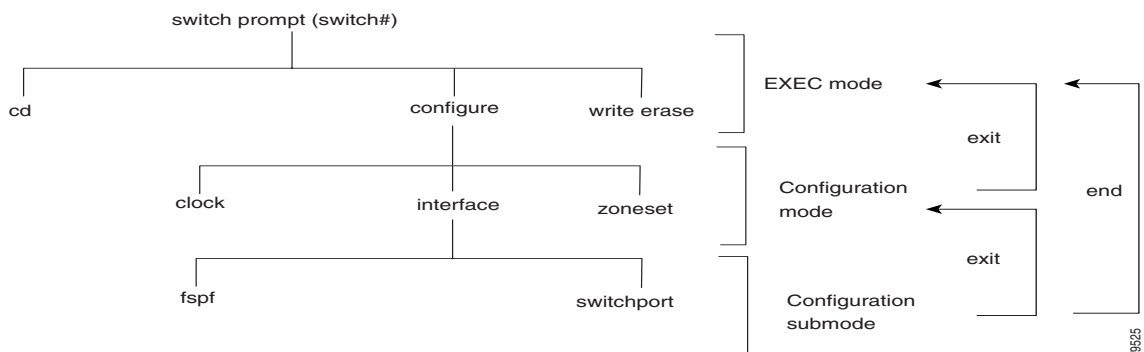 switch prompt (switch#)
cd
configure
write erase
EXEC mode
exit
clock
interface
zoneset
Configuration
mode
end
exit
fspf
switchport
Configuration
submode
9525